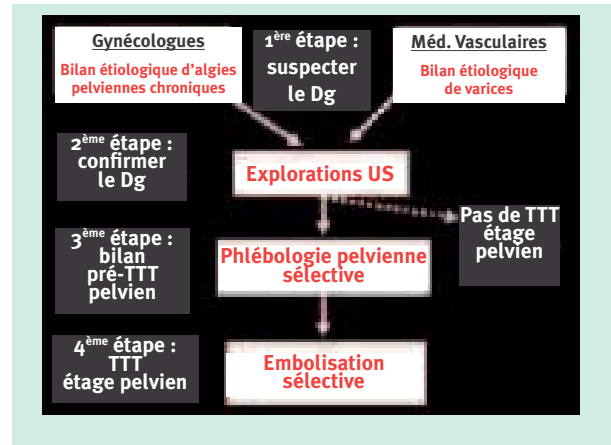 Gynécologues
Bilan étiologique d'algies
pelviennes chroniques
1ère étape :
suspecter
le Dg
Méd. Vasculaires
Bilan étiologique
de varices
2ème étape :
confirmer
le Dg
Explorations US
Pas de TTT
étage
pelvien
3ème étape :
bilan
pré-TTT
pelvien
Phlébologie pelvienne
sélective
4ème étape :
TTT
étage pelvien
Embolisation
sélective